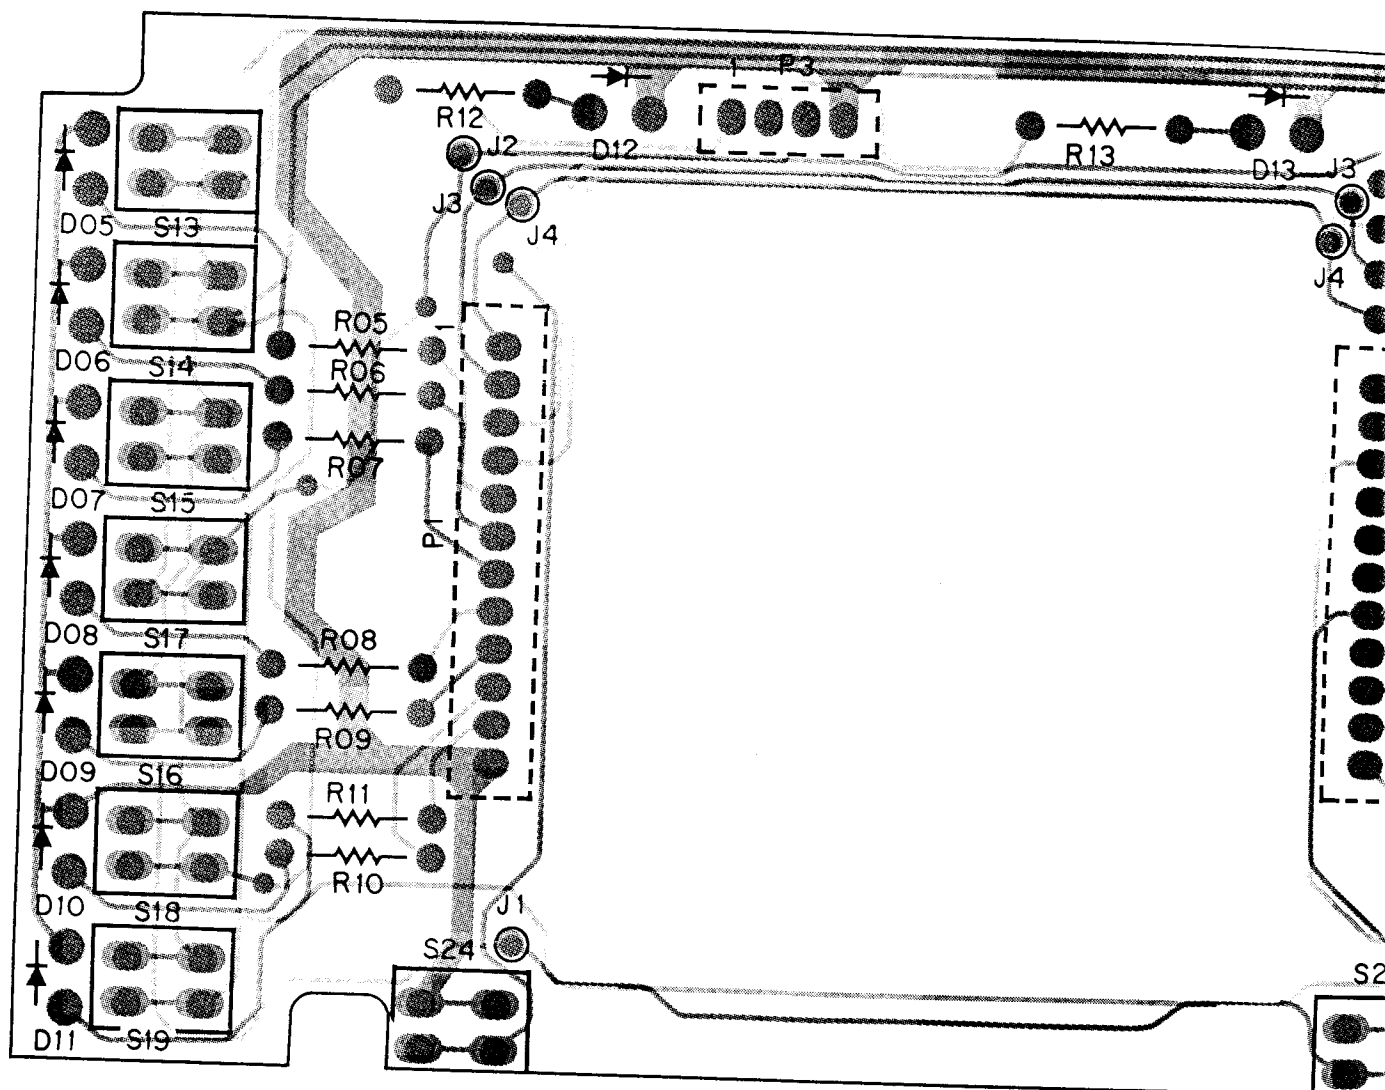 1 P3
R12
J2
D12
R13
D13
J3
J3
D05
S13
J4
J4
R05
1
D06
S14
R06
D07
S15
R07
P1
D08
S17
R08
R09
D09
S16
R11
R10
D10
S18
J1
S24
S2
D11
S19